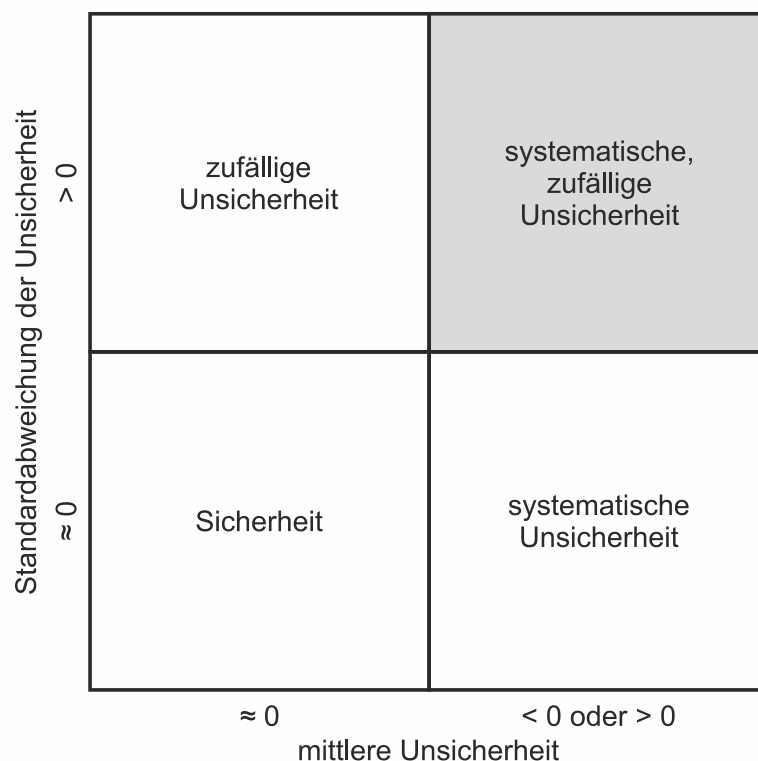 Standardabweichung der Unsicherheit
> 0
≈ 0
zufällige
Unsicherheit
systematische,
zufällige
Unsicherheit
Sicherheit
systematische
Unsicherheit
≈ 0
< 0 oder > 0
mittlere Unsicherheit